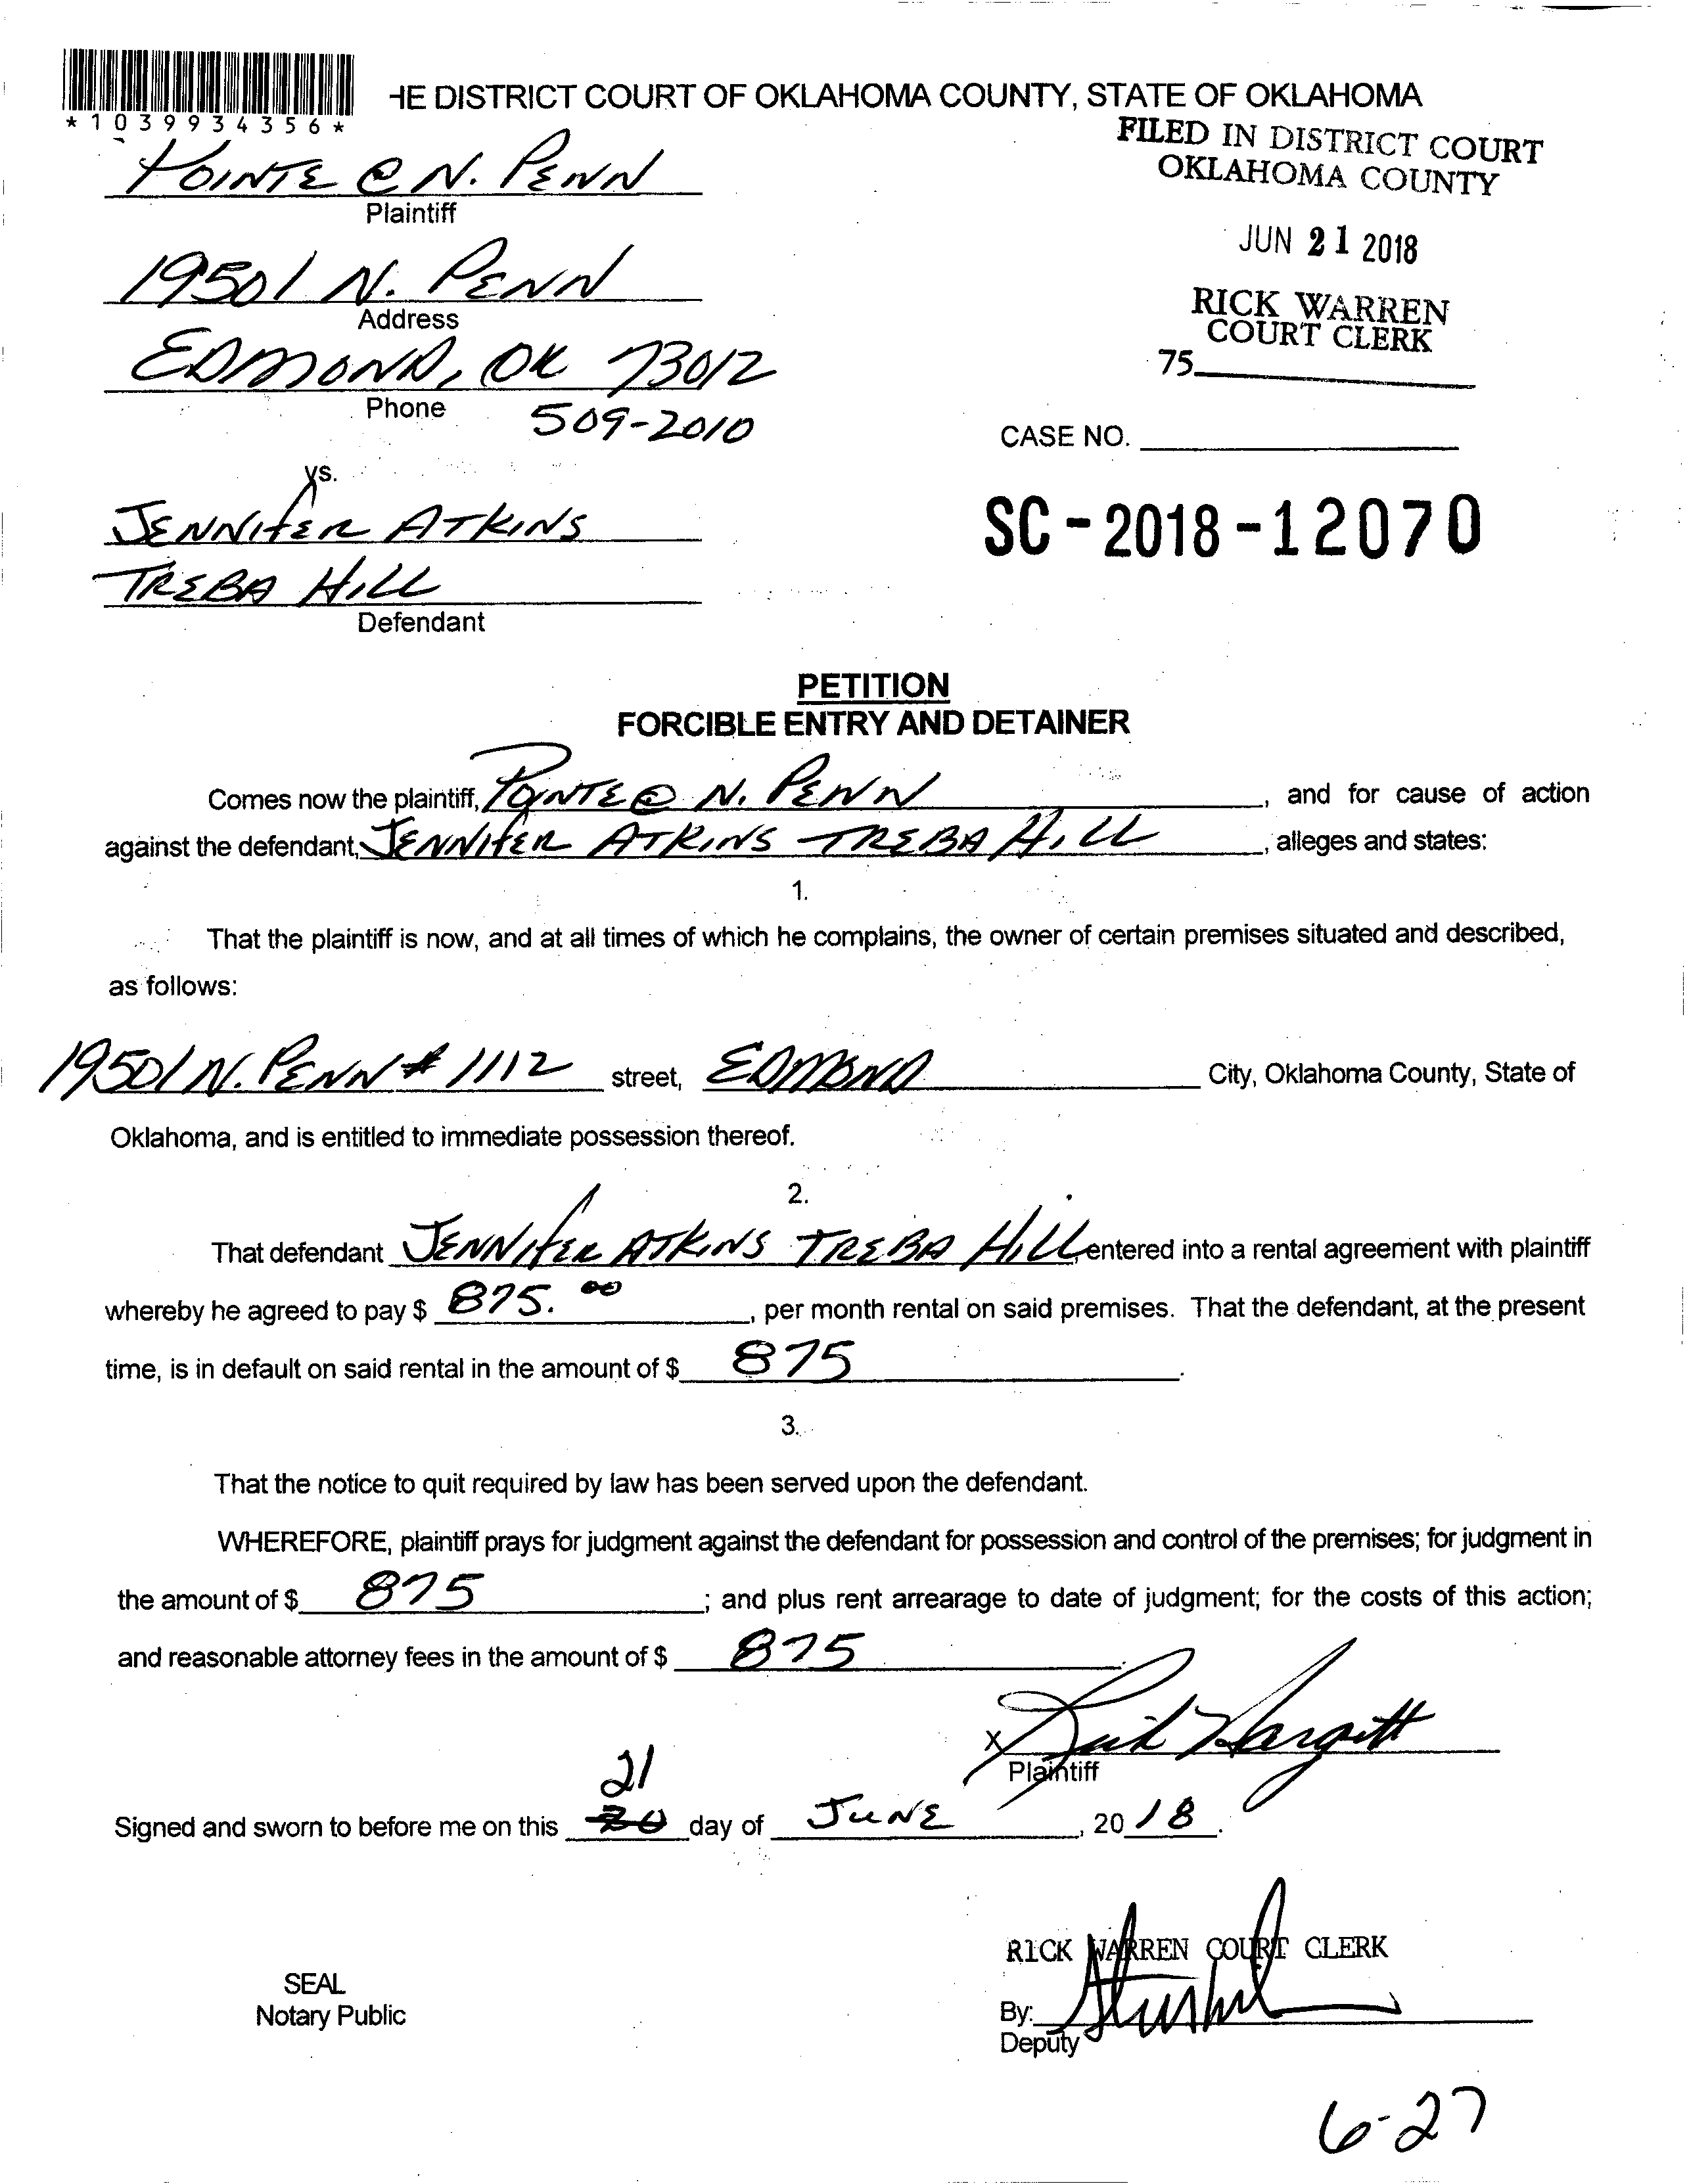 *1039934356*
HE DISTRICT COURT OF OKLAHOMA COUNTY, STATE OF OKLAHOMA
FILED IN DISTRICT COURT
OKLAHOMA COUNTY
POINTE @ N. PENN
Plaintiff
JUN 21 2018
19501 N. PENN
Address
RICK WARREN
COURT CLERK
EDMOND, OK 73012
75
Phone
509-2010
CASE NO.
vs.
JENNIFER ATKINS
SC-2018-12070
TREBA HILL
Defendant
PETITION
FORCIBLE ENTRY AND DETAINER
Comes now the plaintiff, POINTE @ N. PENN, and for cause of action
against the defendant, JENNIFER ATKINS TREBA HILL, alleges and states:
1.
That the plaintiff is now, and at all times of which he complains, the owner of certain premises situated and described,
as follows:
19501 N. PENN # 1112 street, EDMOND City, Oklahoma County, State of
Oklahoma, and is entitled to immediate possession thereof.
2.
That defendant JENNIFER ATKINS TREBA HILL, entered into a rental agreement with plaintiff
whereby he agreed to pay $ 875.00, per month rental on said premises. That the defendant, at the present
time, is in default on said rental in the amount of $ 875.
3.
That the notice to quit required by law has been served upon the defendant.
WHEREFORE, plaintiff prays for judgment against the defendant for possession and control of the premises; for judgment in
the amount of $ 875; and plus rent arrearage to date of judgment; for the costs of this action;
and reasonable attorney fees in the amount of $ 875.
X
Hargett
Plaintiff
21
Signed and sworn to before me on this 20 day of JUNE, 2018.
RICK WARREN COURT CLERK
SEAL
Notary Public
By:
Deputy
6-27